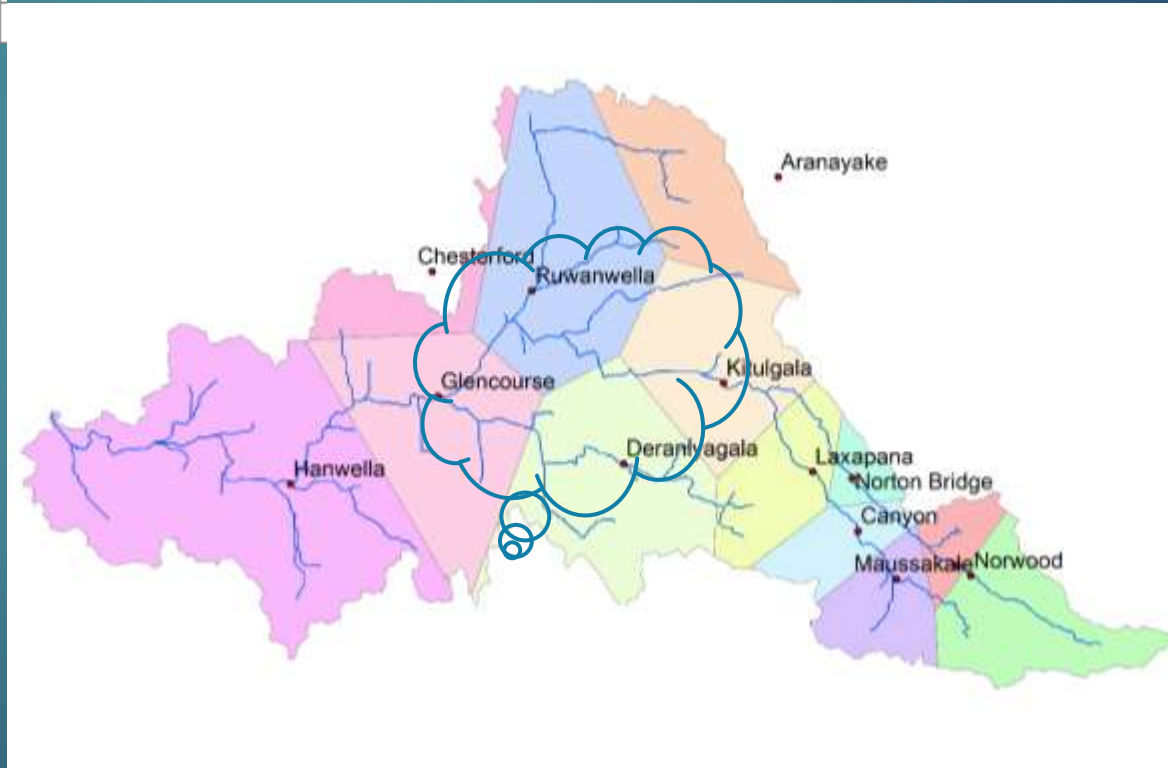 Aranayake
Chesterford
Ruwanwella
Kitulgala
Glencourse
Deraniyagala
Laxapana
Hanwella
Norton Bridge
Canyon
Maussakale
Norwood